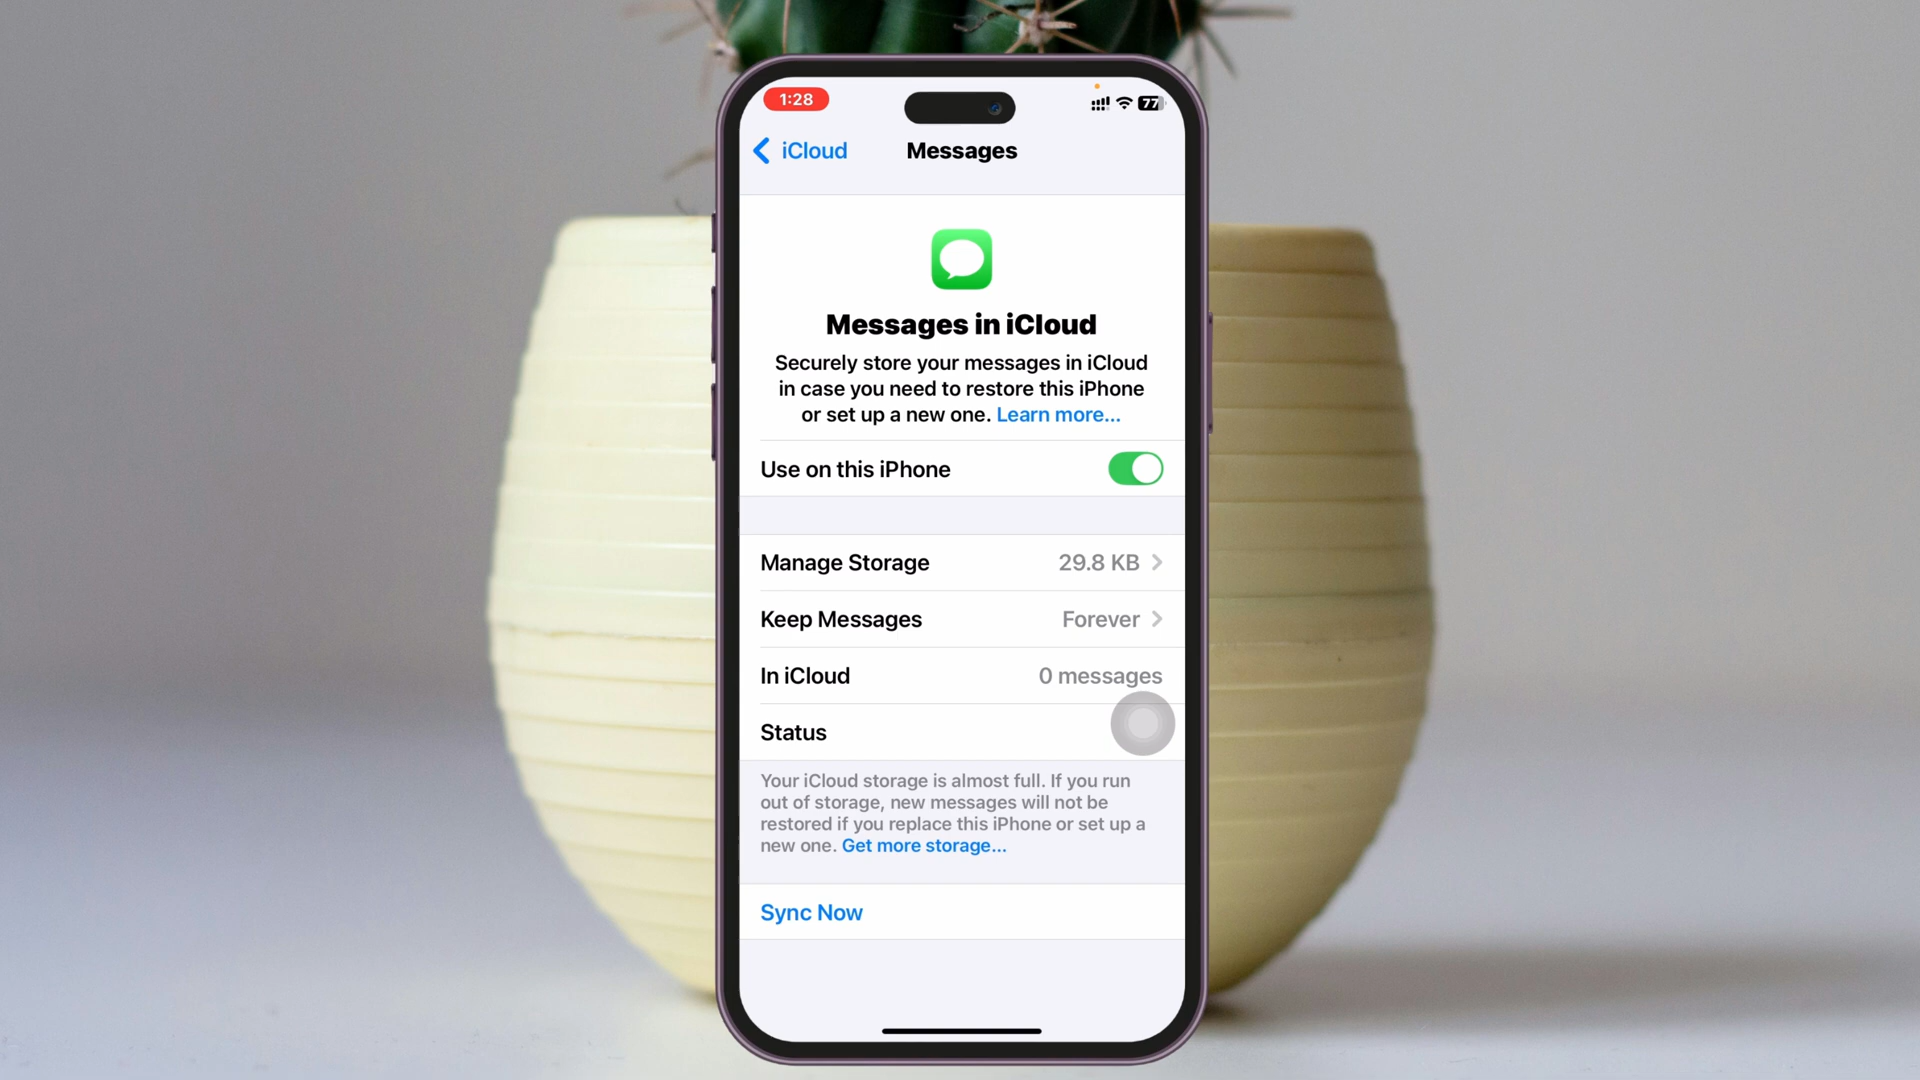 1:28
77
iCloud
Messages
Messages in iCloud
Securely store your messages in iCloud
in case you need to restore this iPhone
or set up a new one. Learn more...
Use on this iPhone
Manage Storage 29.8 KB
Keep Messages Forever
In iCloud 0 messages
Status
Your iCloud storage is almost full. If you run
out of storage, new messages will not be
restored if you replace this iPhone or set up a
new one. Get more storage...
Sync Now